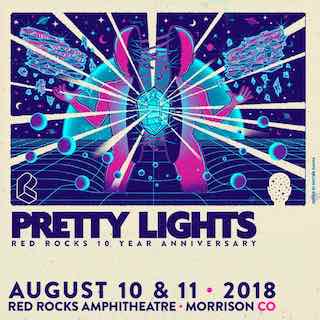 PRETTY LIGHTS
RED ROCKS 10 YEAR ANNIVERSARY
AUGUST 10 & 11 • 2018
RED ROCKS AMPHITHEATRE • MORRISON CO